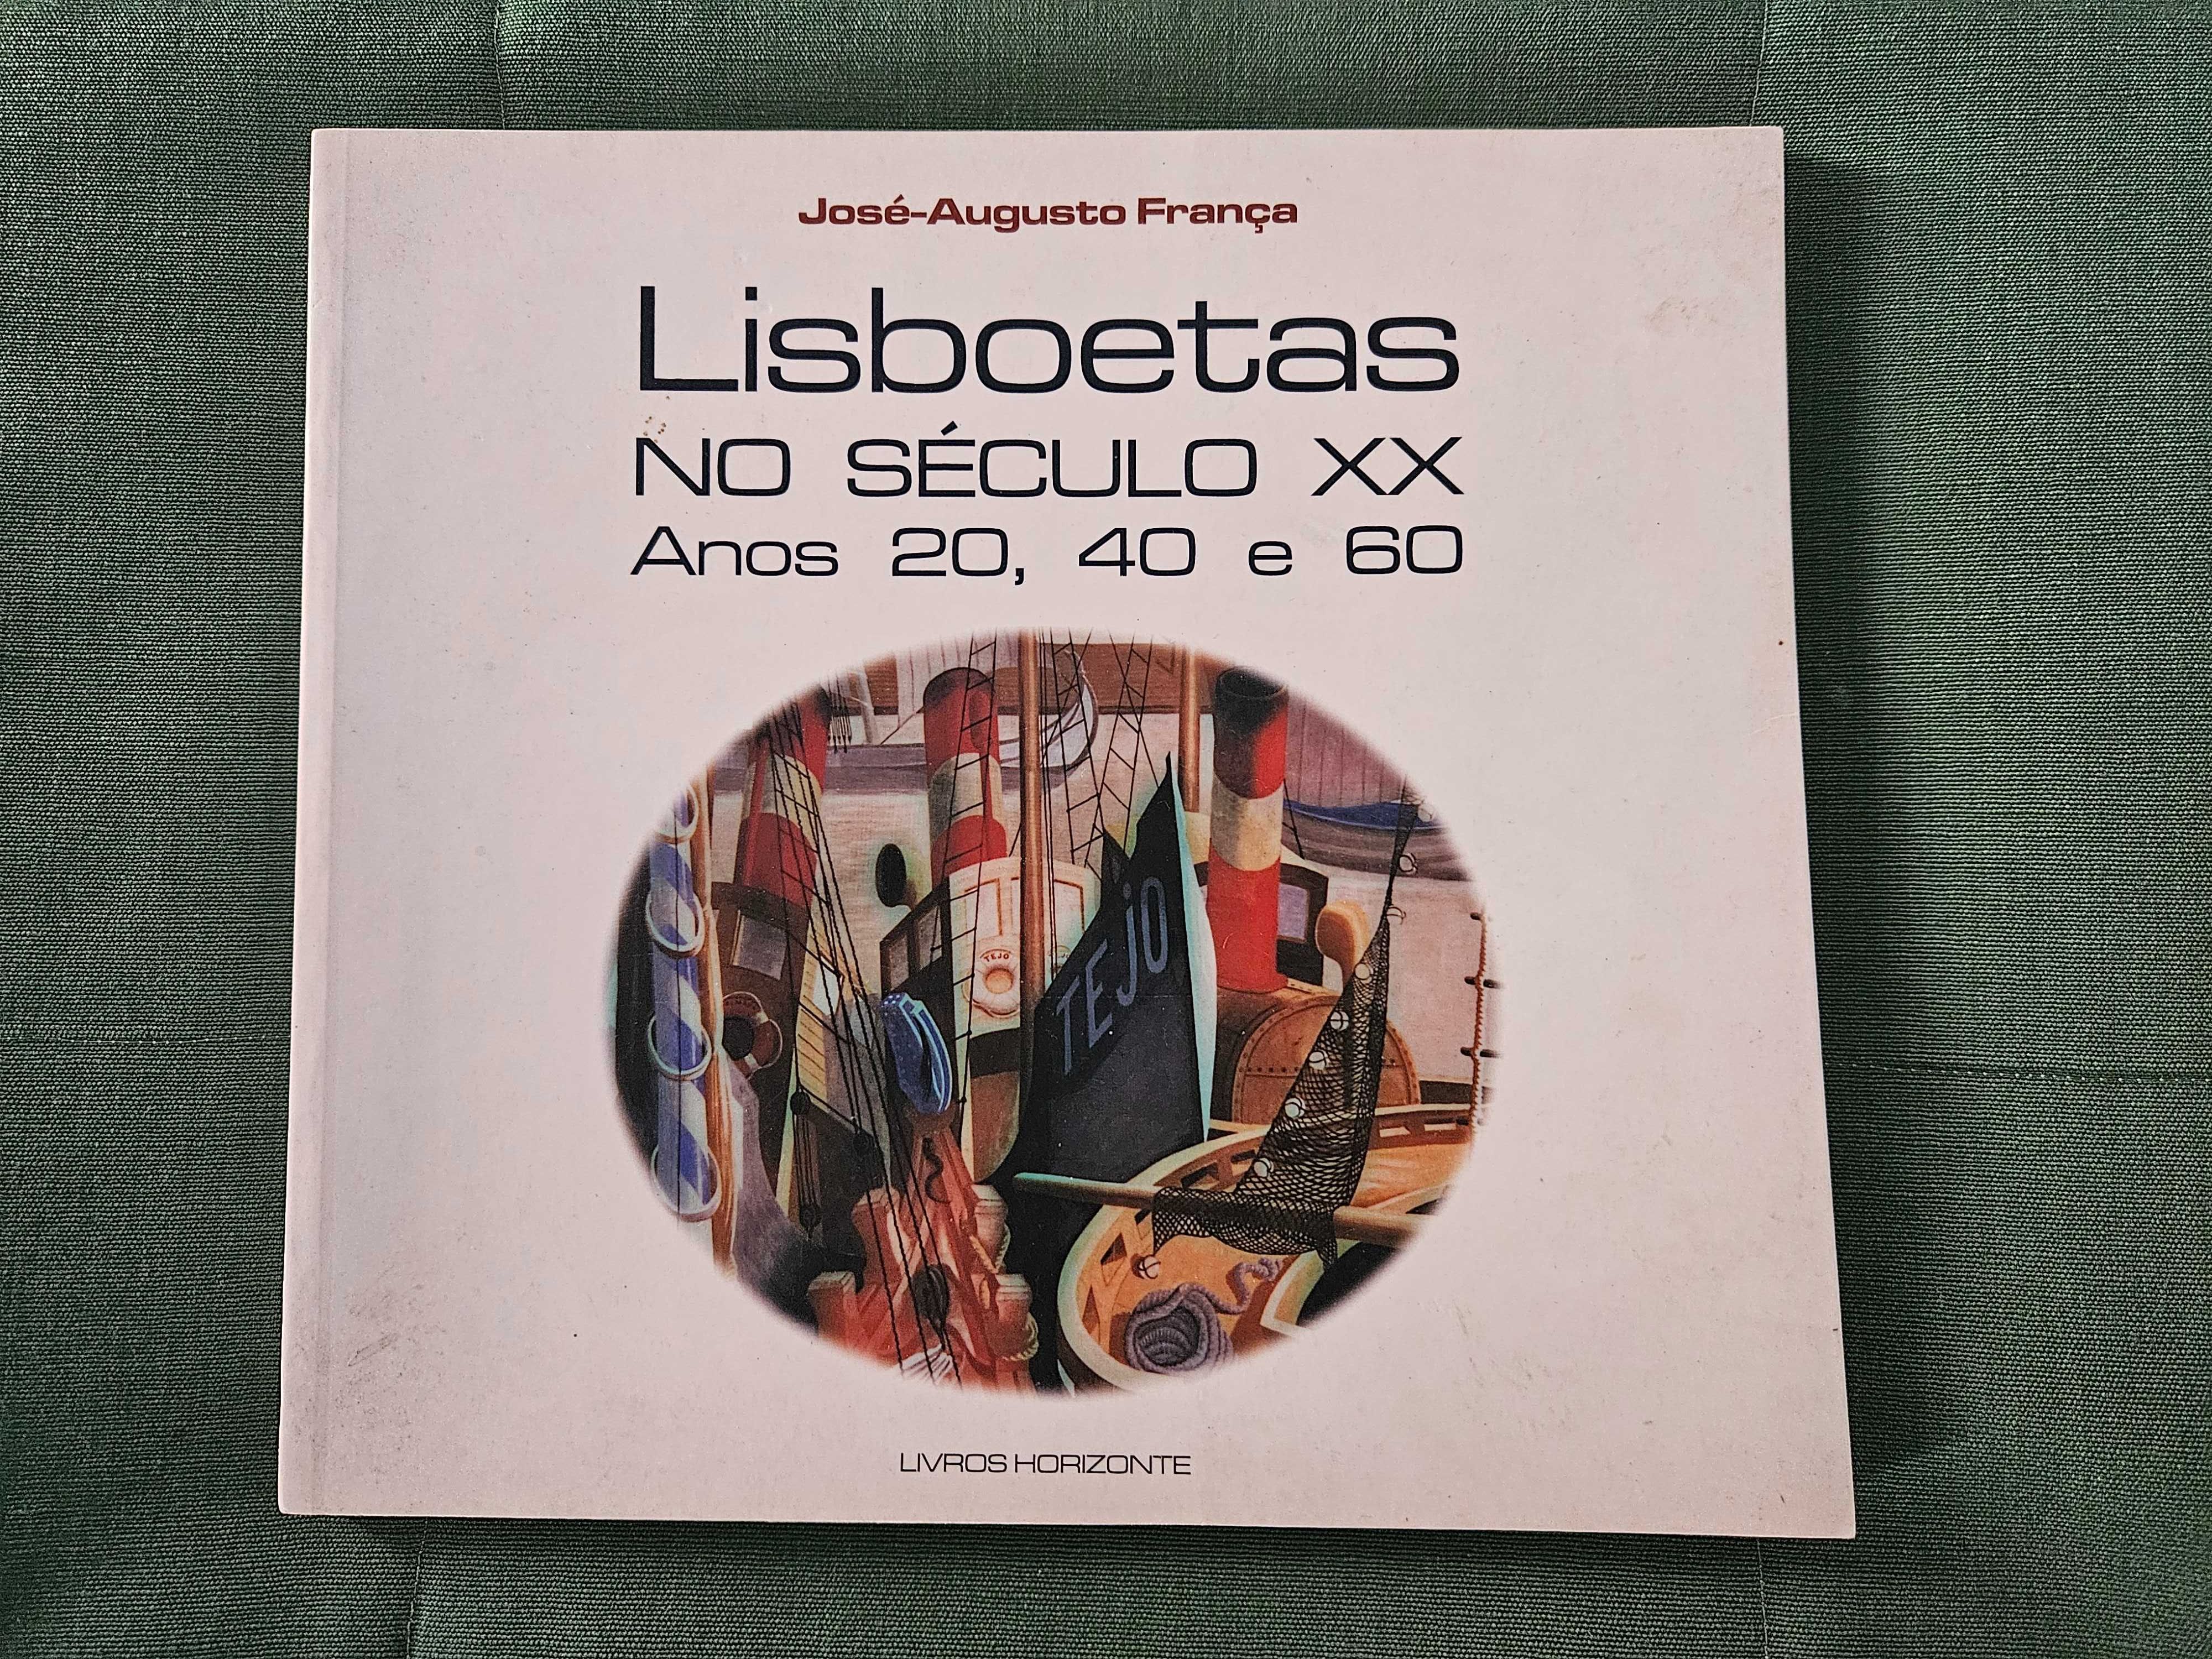 José-Augusto França
Lisboetas
NO SÉCULO XX
Anos 20, 40 e 60
TEJO
TEJO
LIVROS HORIZONTE